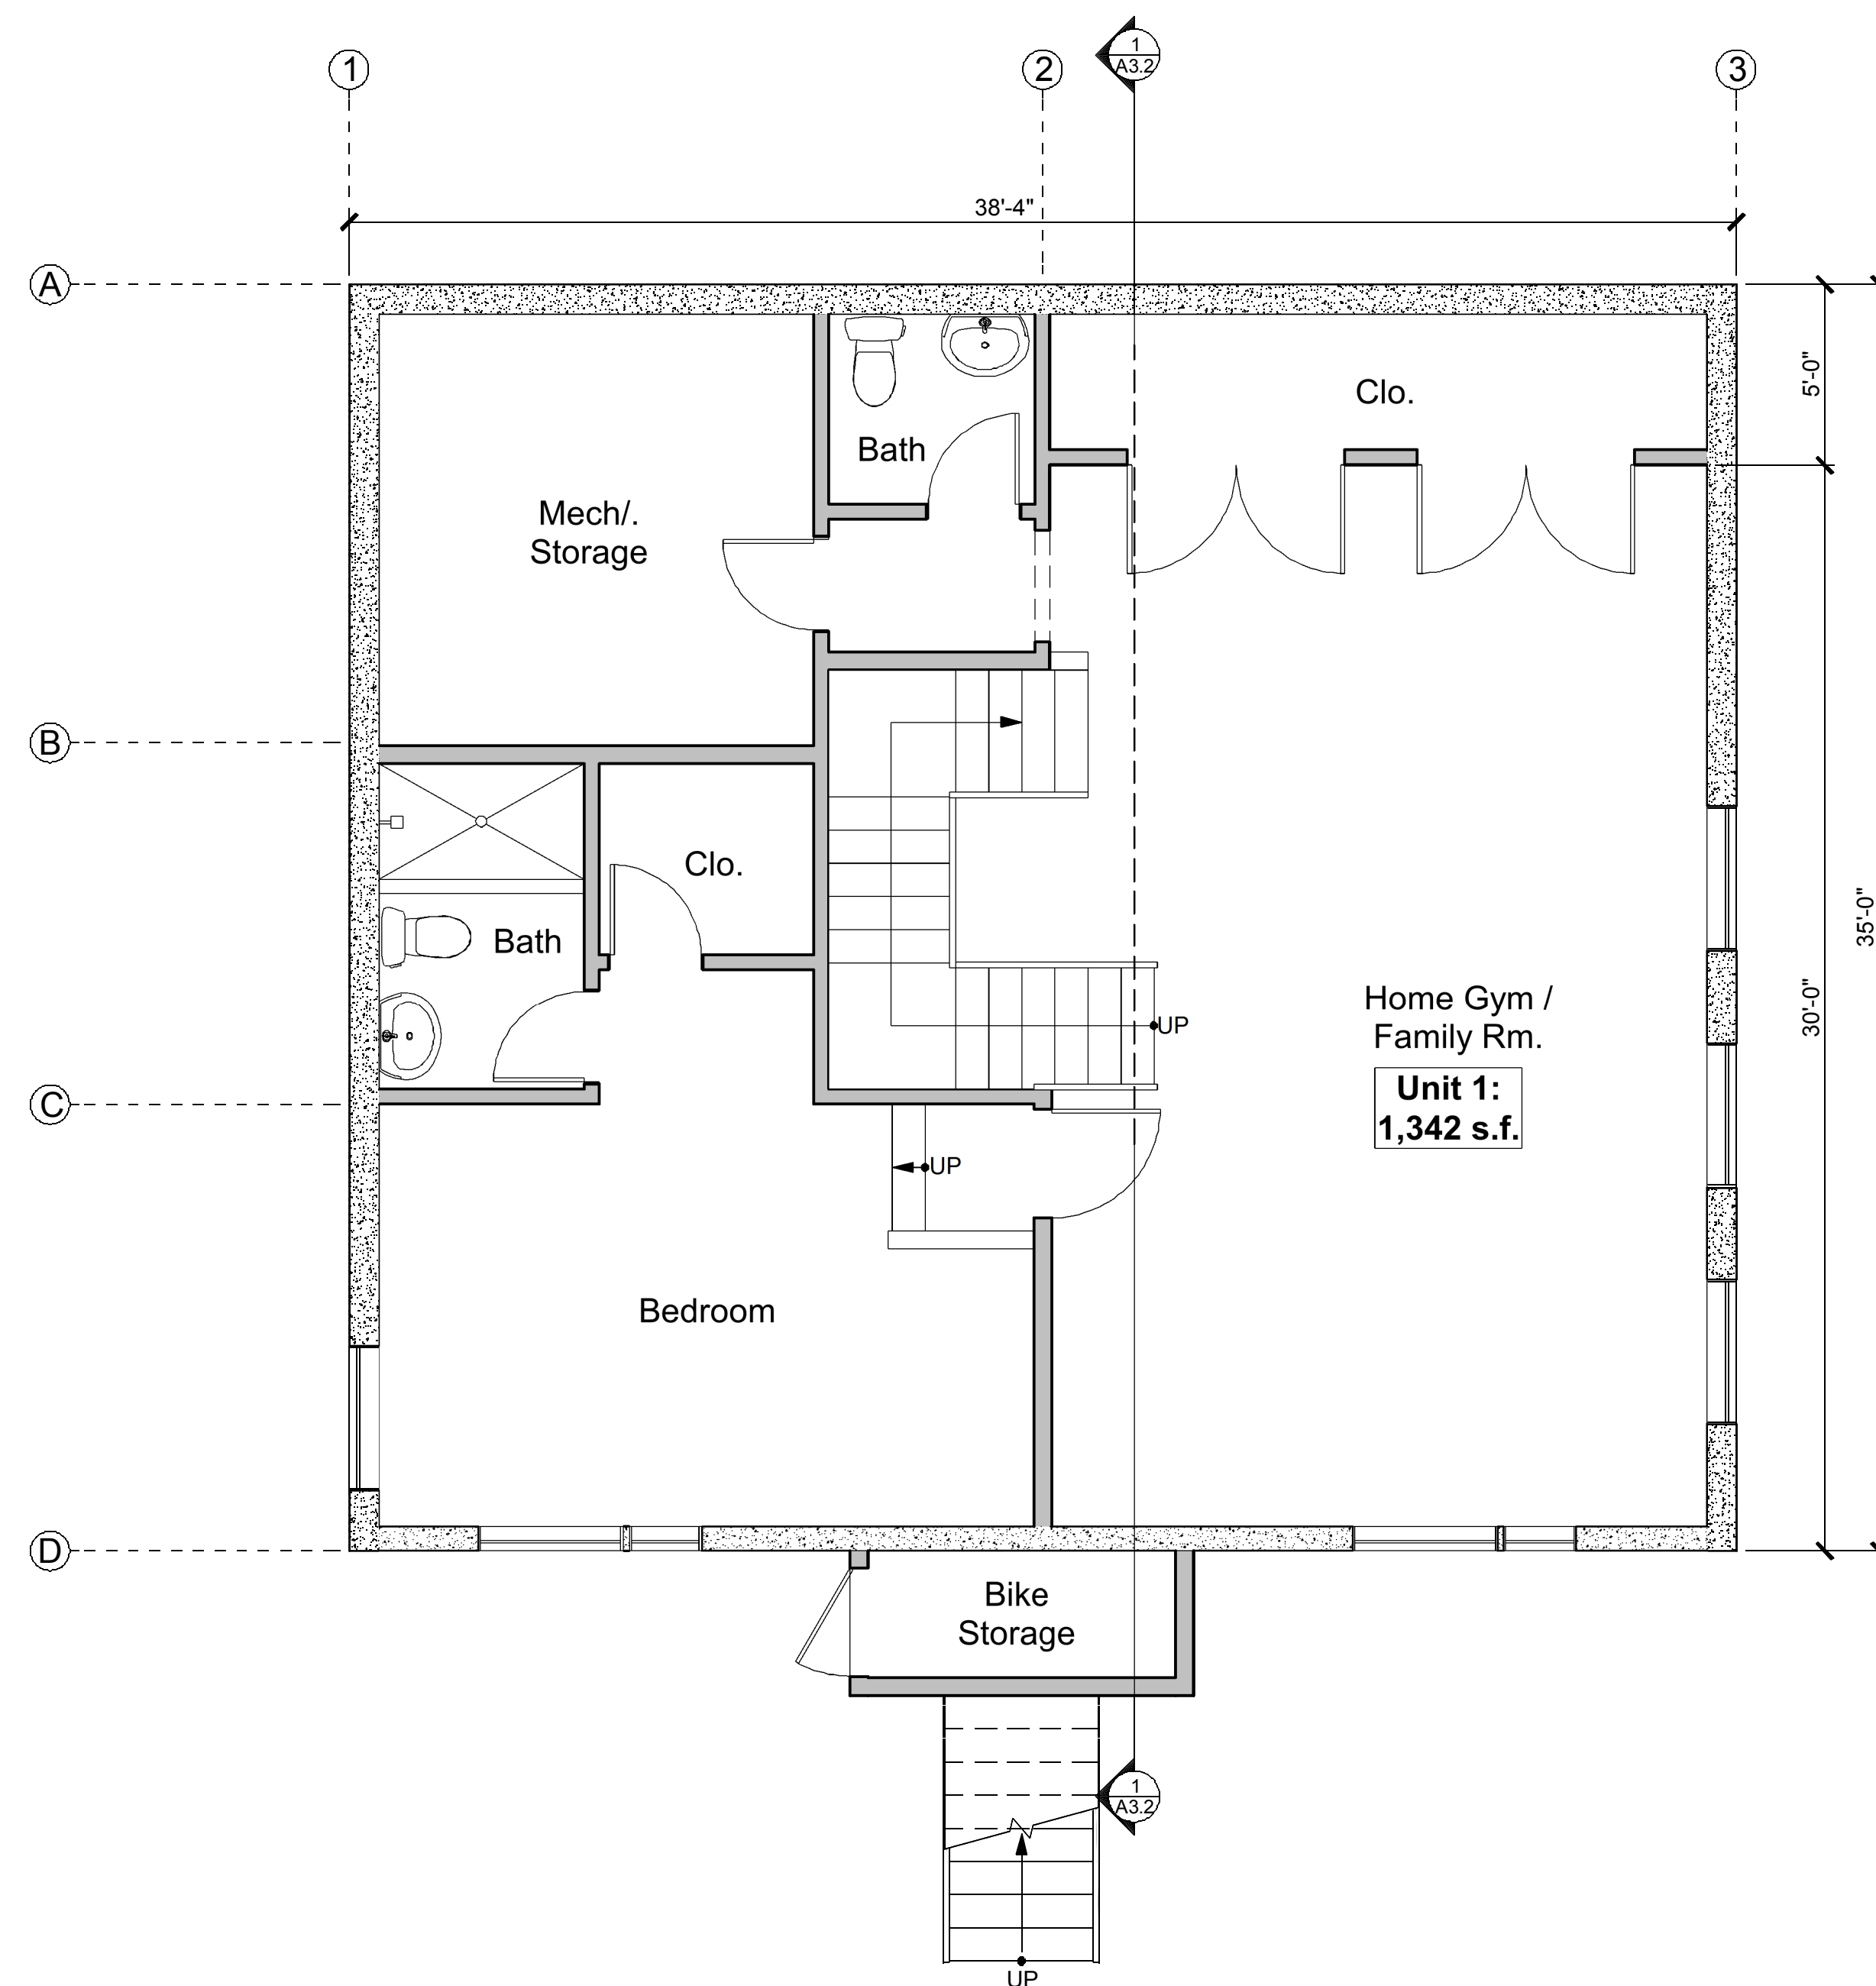 1
2
1
A3.2
3
38'-4"
A
5'-0"
Clo.
Bath
Mech/.
Storage
B
Clo.
35'-0"
Bath
Home Gym /
Family Rm.
30'-0"
UP
Unit 1:
1,342 s.f.
C
UP
Bedroom
D
Bike
Storage
1
A3.2
UP